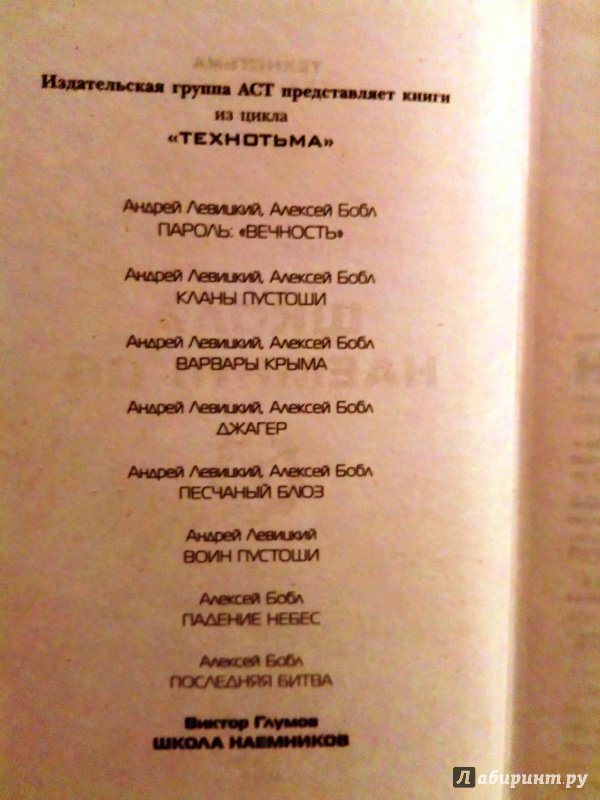 ТЕХНОТЬМА
Издательская группа АСТ представляет книги
из цикла
«ТЕХНОТЬМА»
Андрей Левицкий, Алексей Бобл
ПАРОЛЬ: «ВЕЧНОСТЬ»
Андрей Левицкий, Алексей Бобл
КЛАНЫ ПУСТОШИ
Андрей Левицкий, Алексей Бобл
ВАРВАРЫ КРЫМА
Андрей Левицкий, Алексей Бобл
ДЖАГЕР
Андрей Левицкий, Алексей Бобл
ПЕСЧАНЫЙ БЛЮЗ
Андрей Левицкий
ВОИН ПУСТОШИ
Алексей Бобл
ПАДЕНИЕ НЕБЕС
Алексей Бобл
ПОСЛЕДНЯЯ БИТВА
Виктор Глумов
ШКОЛА НАЕМНИКОВ
Лабиринт.ру